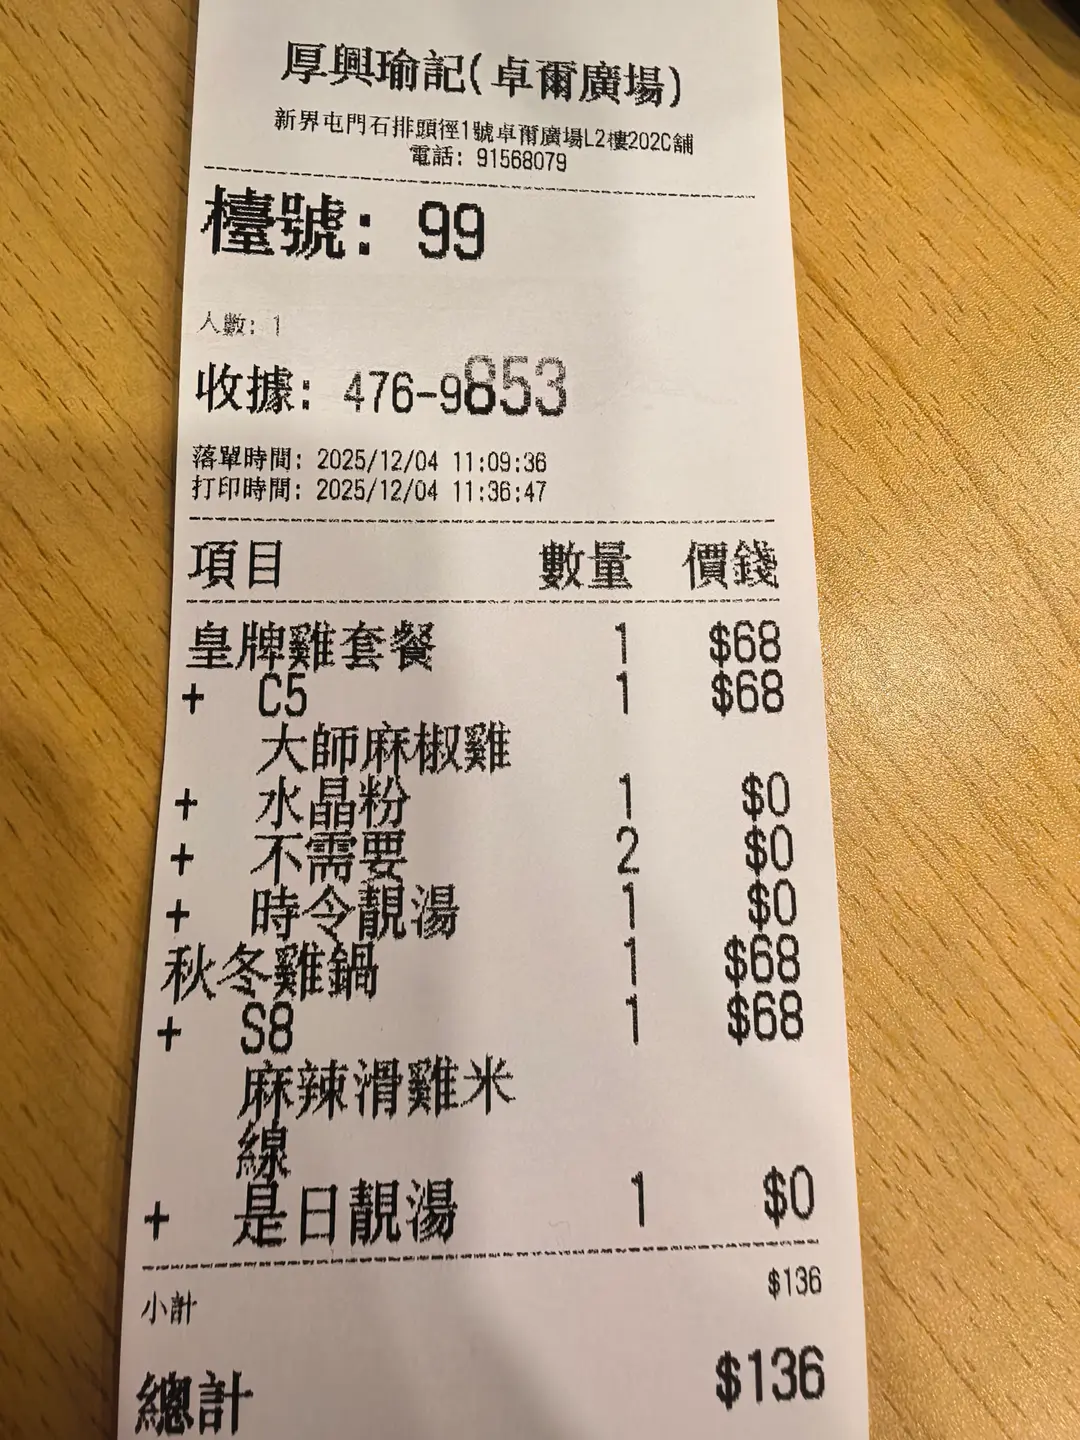 厚興瑜記(卓爾廣場)
新界屯門石排頭徑1號卓爾廣場L2樓202C舖
電話: 91568079
檯號: 99
人數: 1
收據: 476-9853
落單時間: 2025/12/04 11:09:36
打印時間: 2025/12/04 11:36:47
項目 數量 價錢
皇牌雞套餐 1 $68
+ C5 1 $68
大師麻椒雞
+ 水晶粉 1 $0
+ 不需要 2 $0
+ 時令靚湯 1 $0
秋冬雞鍋 1 $68
+ S8 1 $68
麻辣滑雞米
線
+ 是日靚湯 1 $0
小計 $136
總計 $136